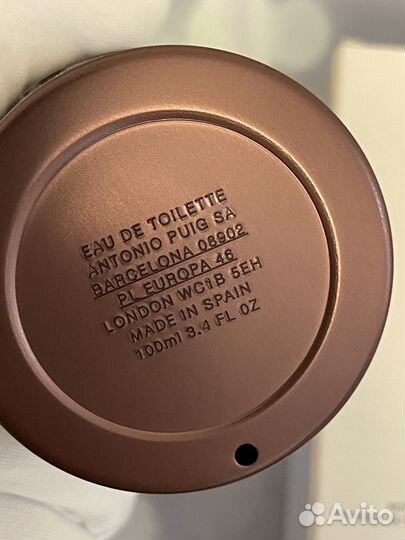 EAU DE TOILETTE
ANTONIO PUIG SA
BARCELONA 08902
PL EUROPA 46
LONDON WC1B 5EH
MADE IN SPAIN
100ml 3.4 FL OZ
Avito